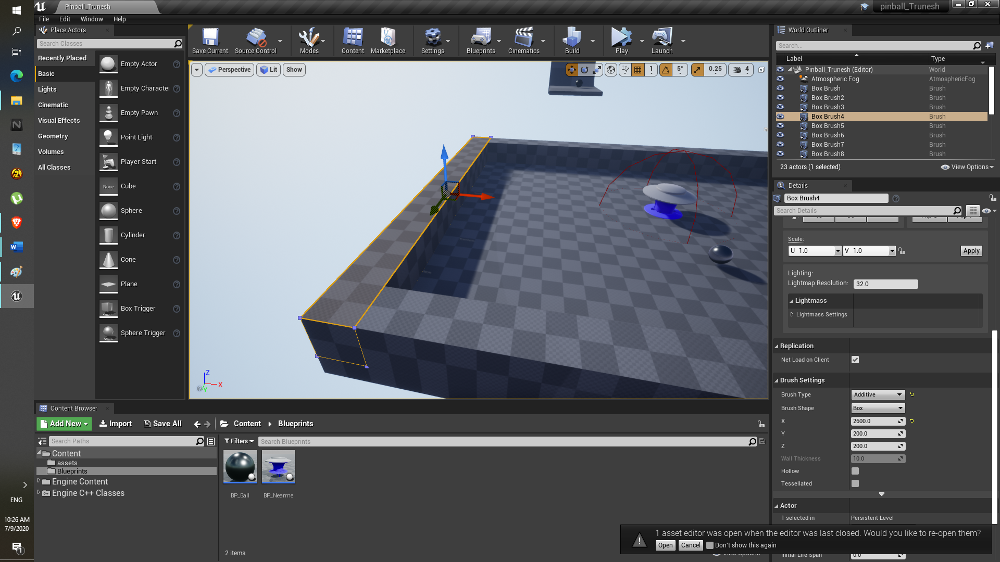 Pinball_Trunesh
pinball_Trunesh
File Edit Window Help
Place Actors
Search Classes
Recently Placed
Basic
Lights
Cinematic
Visual Effects
Geometry
Volumes
All Classes
Empty Actor
Empty Character
Empty Pawn
Point Light
Player Start
None
Cube
Sphere
Cylinder
Cone
Plane
Box Trigger
Sphere Trigger
Save Current Source Control Modes Content Marketplace Settings Blueprints Cinematics Build Play Launch
Perspective Lit Show
1 5° 0.25 4
Z
X
Y
World Outliner
Search...
Label Type
Pinball_Trunesh (Editor) World
Atmospheric Fog AtmosphericFog
Box Brush Brush
Box Brush2 Brush
Box Brush3 Brush
Box Brush4 Brush
Box Brush5 Brush
Box Brush6 Brush
Box Brush7 Brush
Box Brush8 Brush
23 actors (1 selected) View Options
Details
Box Brush4
Search Details
Scale:
U 1.0 V 1.0 Apply
Lighting:
Lightmap Resolution: 32.0
Lightmass
Lightmass Settings
Replication
Net Load on Client
Brush Settings
Brush Type Additive
Brush Shape Box
X 2600.0
Y 200.0
Z 200.0
Wall Thickness 10.0
Hollow
Tessellated
Actor
1 selected in Persistent Level
1 asset editor was open when the editor was last closed. Would you like to re-open them?
Open Cancel Don't show this again
Initial Life Span 0.0
View Options
Content Browser
Add New Import Save All Content Blueprints
Search Paths
Content
assets
Blueprints
Engine Content
Engine C++ Classes
Filters Search Blueprints
BP_Ball BP_Nearme
2 items
ENG
10:26 AM
7/9/2020
1